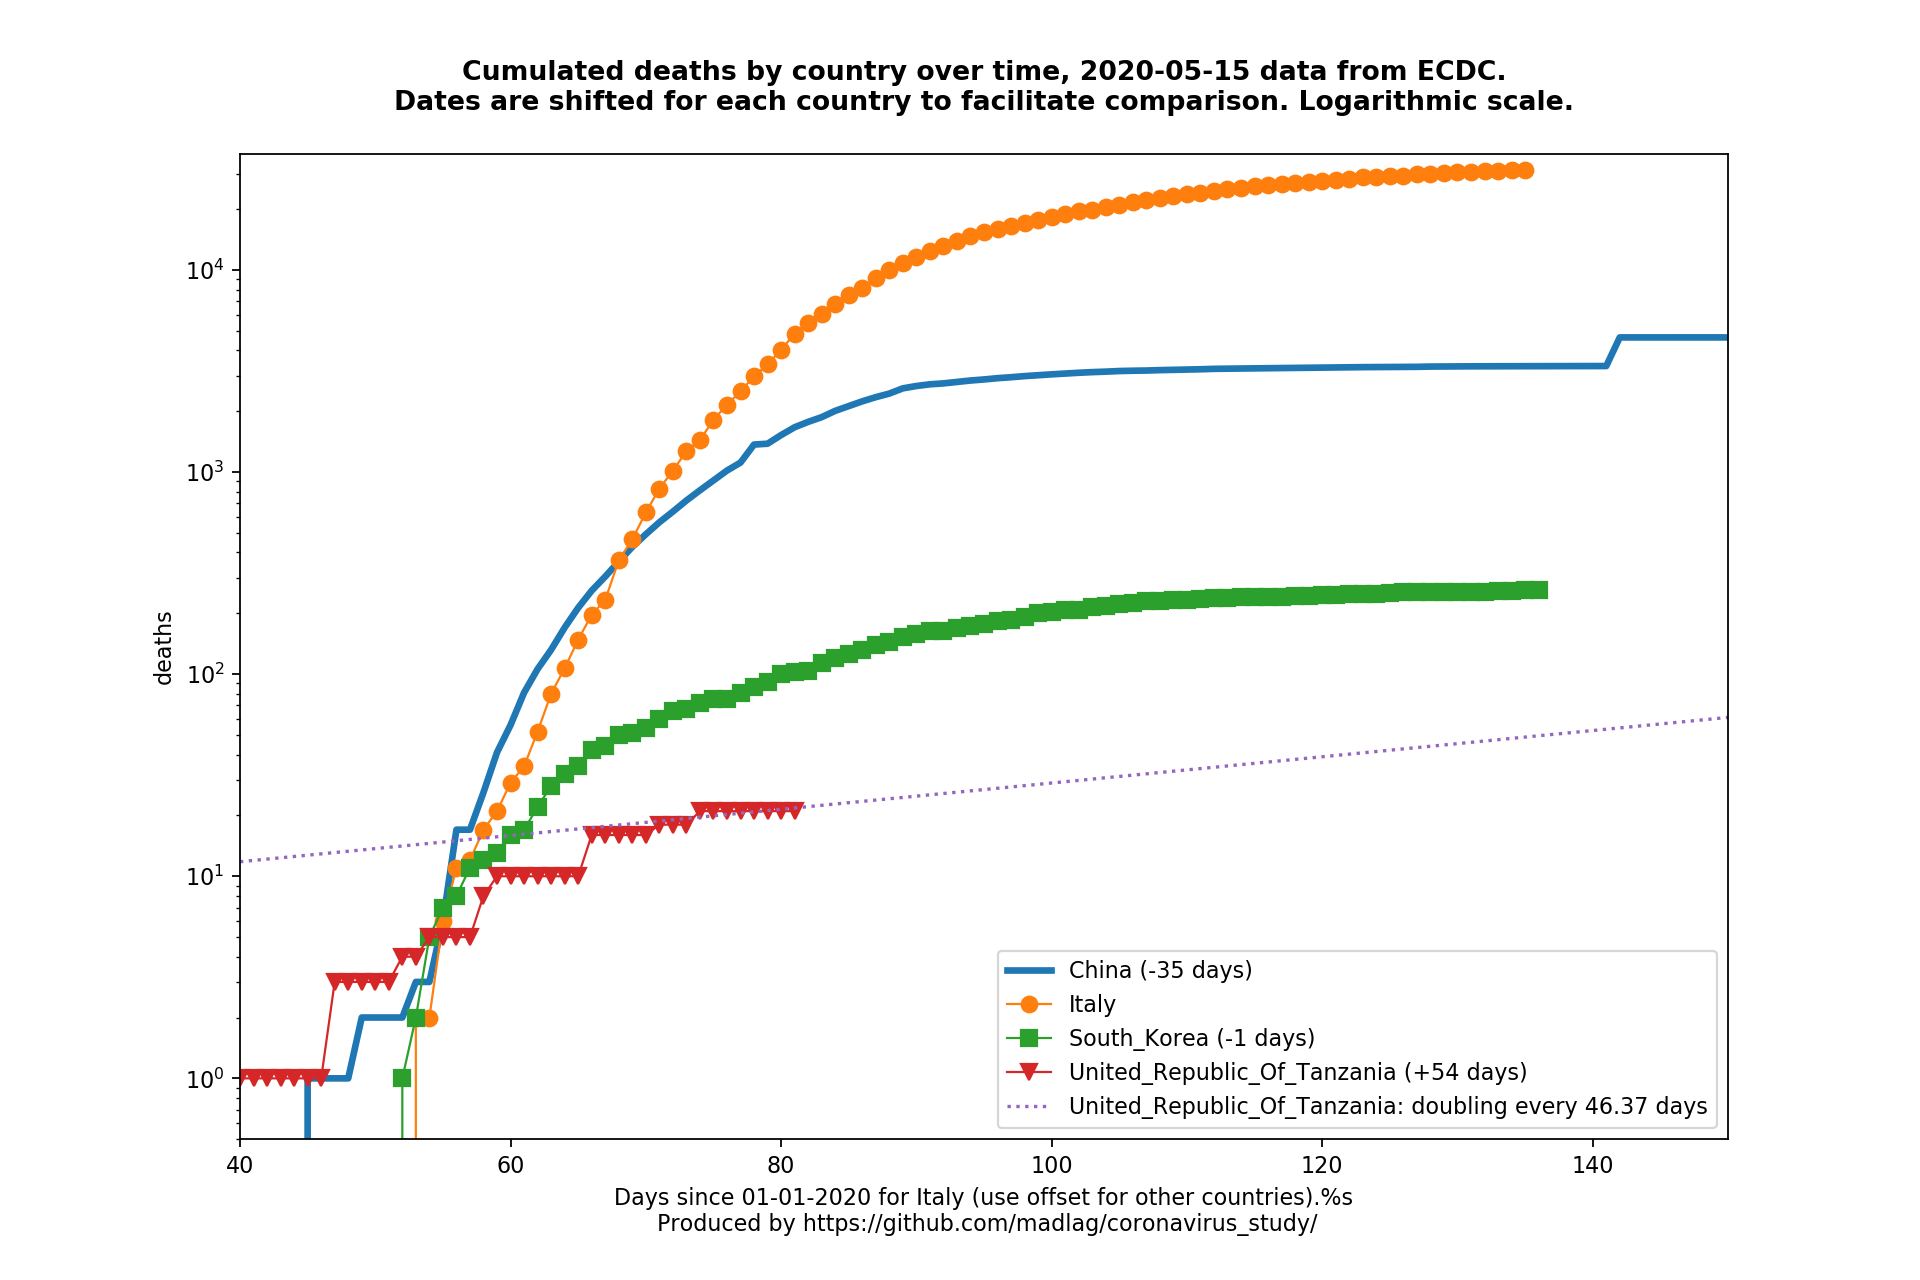 Cumulated deaths by country over time, 2020-05-15 data from ECDC.
Dates are shifted for each country to facilitate comparison. Logarithmic scale.
deaths
10^4
10^3
10^2
10^1
10^0
China (-35 days)
Italy
South_Korea (-1 days)
United_Republic_Of_Tanzania (+54 days)
United_Republic_Of_Tanzania: doubling every 46.37 days
40 60 80 100 120 140
Days since 01-01-2020 for Italy (use offset for other countries).%s
Produced by https://github.com/madlag/coronavirus_study/